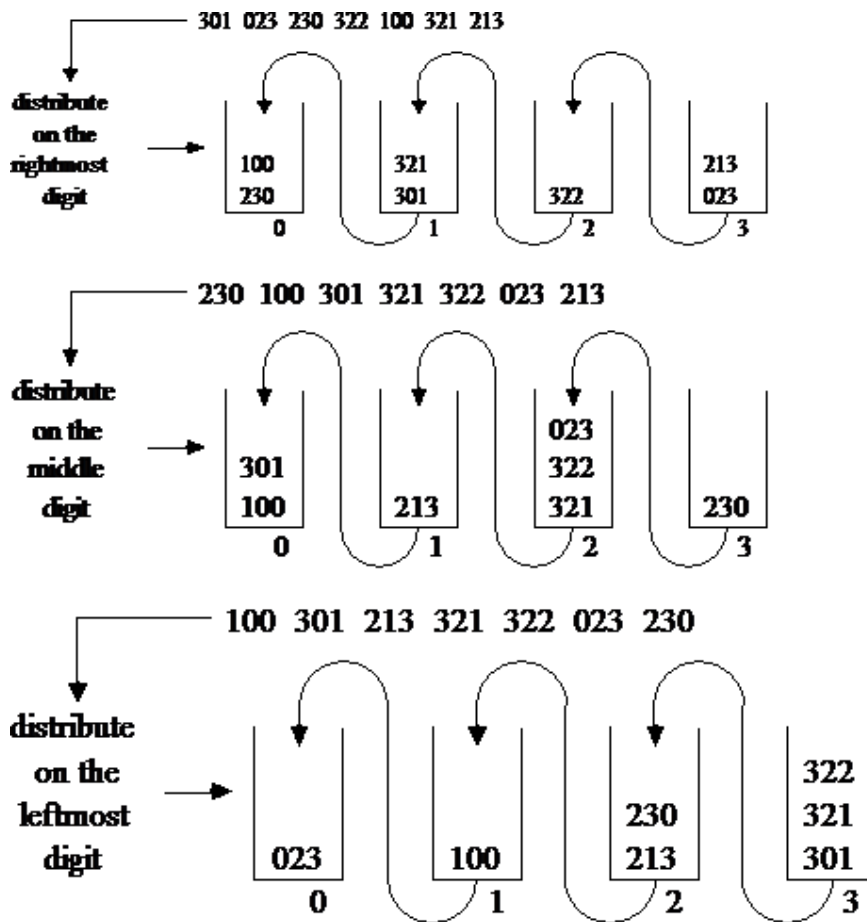 301 023 230 322 100 321 213
distribute
on the
rightmost
digit
100 321 213
230 301 322 023
0 1 2 3
230 100 301 321 322 023 213
distribute
on the
middle
digit
023
301 322
100 213 321 230
0 1 2 3
100 301 213 321 322 023 230
distribute
on the
leftmost
digit
322
230 321
023 100 213 301
0 1 2 3